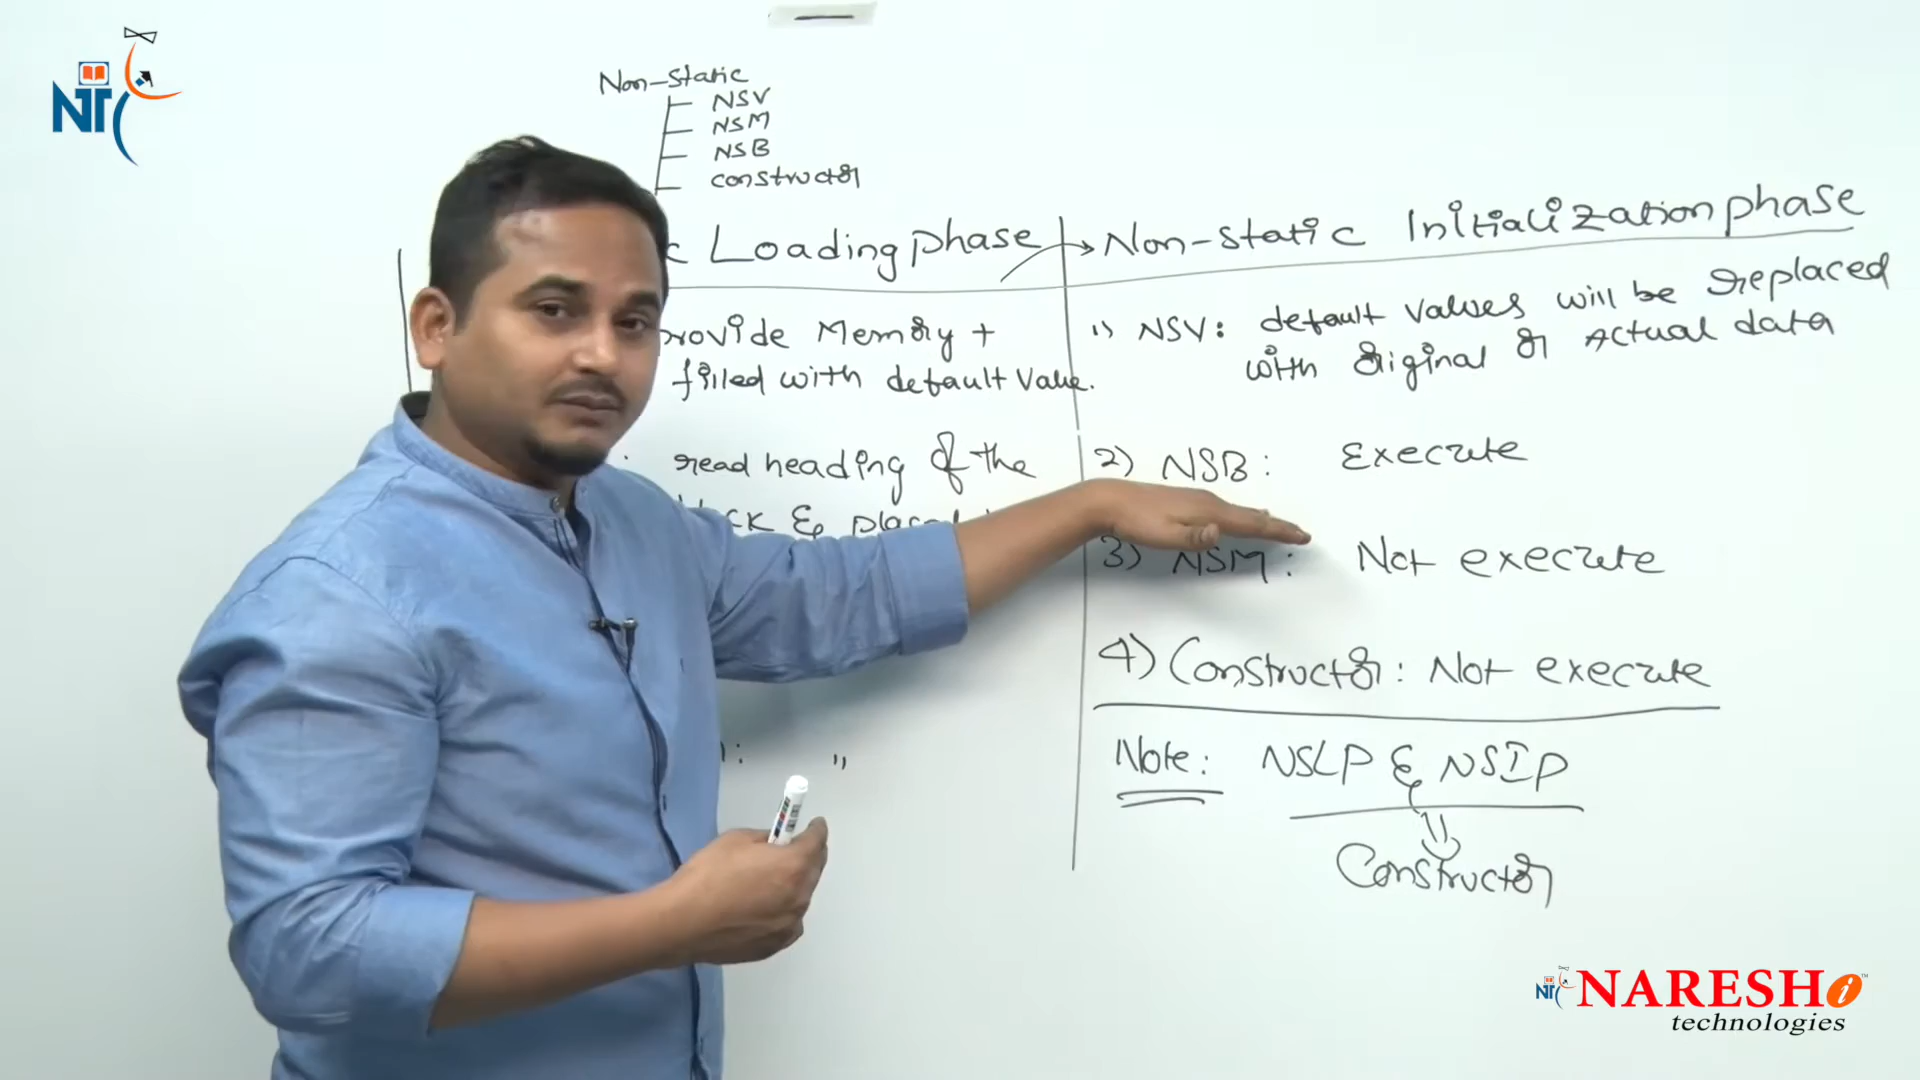 NT
Non-static
NSV
NSM
NSB
constructor
Loading phase
Non-static Initialization phase
Memory +
filled with default value.
1) NSV: default values will be replaced
with original or Actual data
read heading of the
&
2) NSB: Execute
3) NSM: Not execute
4) Constructor: Not execute
"
Note: NSLP & NSIP
Constructor
NT
NARESH i
technologies